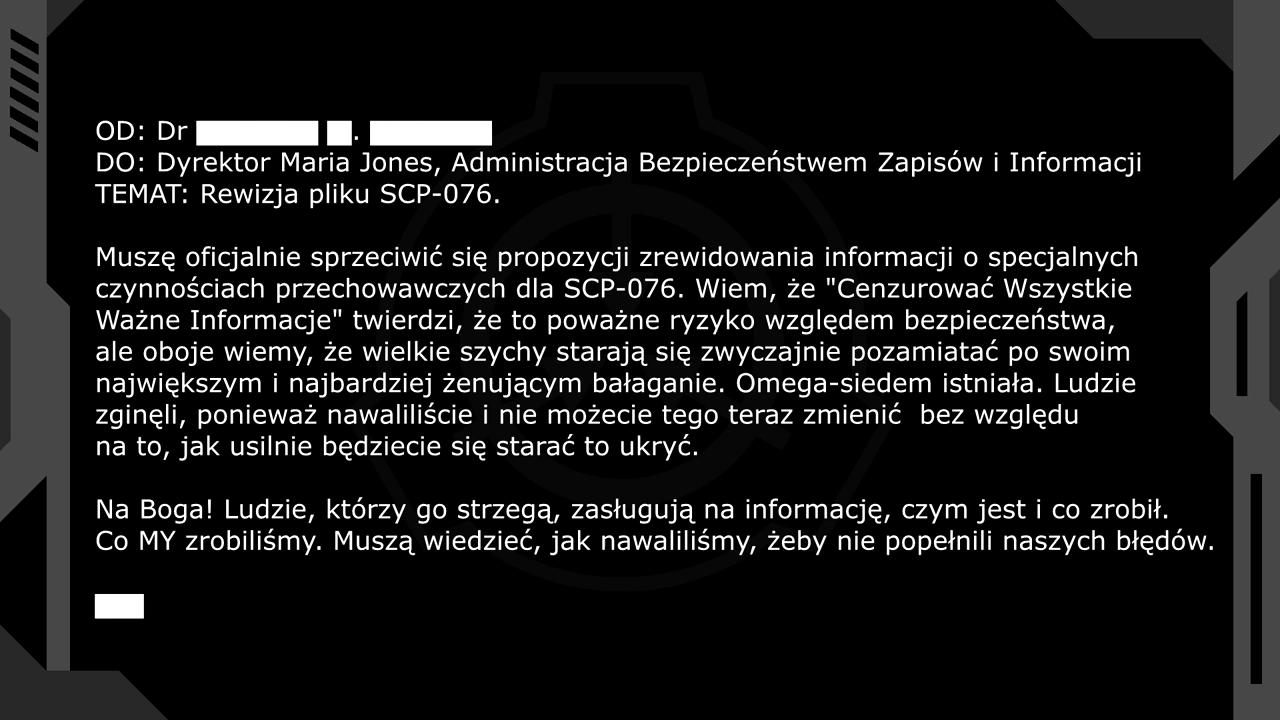 OD: Dr ████████ ██. ████████
DO: Dyrektor Maria Jones, Administracja Bezpieczeństwem Zapisów i Informacji
TEMAT: Rewizja pliku SCP-076.
Muszę oficjalnie sprzeciwić się propozycji zrewidowania informacji o specjalnych
czynnościach przechowawczych dla SCP-076. Wiem, że "Cenzurować Wszystkie
Ważne Informacje" twierdzi, że to poważne ryzyko względem bezpieczeństwa,
ale oboje wiemy, że wielkie szychy starają się zwyczajnie pozamiatać po swoim
największym i najbardziej żenującym bałaganie. Omega-siedem istniała. Ludzie
zginęli, ponieważ nawaliliście i nie możecie tego teraz zmienić  bez względu
na to, jak usilnie będziecie się starać to ukryć.
Na Boga! Ludzie, którzy go strzegą, zasługują na informację, czym jest i co zrobił.
Co MY zrobiliśmy. Muszą wiedzieć, jak nawaliliśmy, żeby nie popełnili naszych błędów.
███